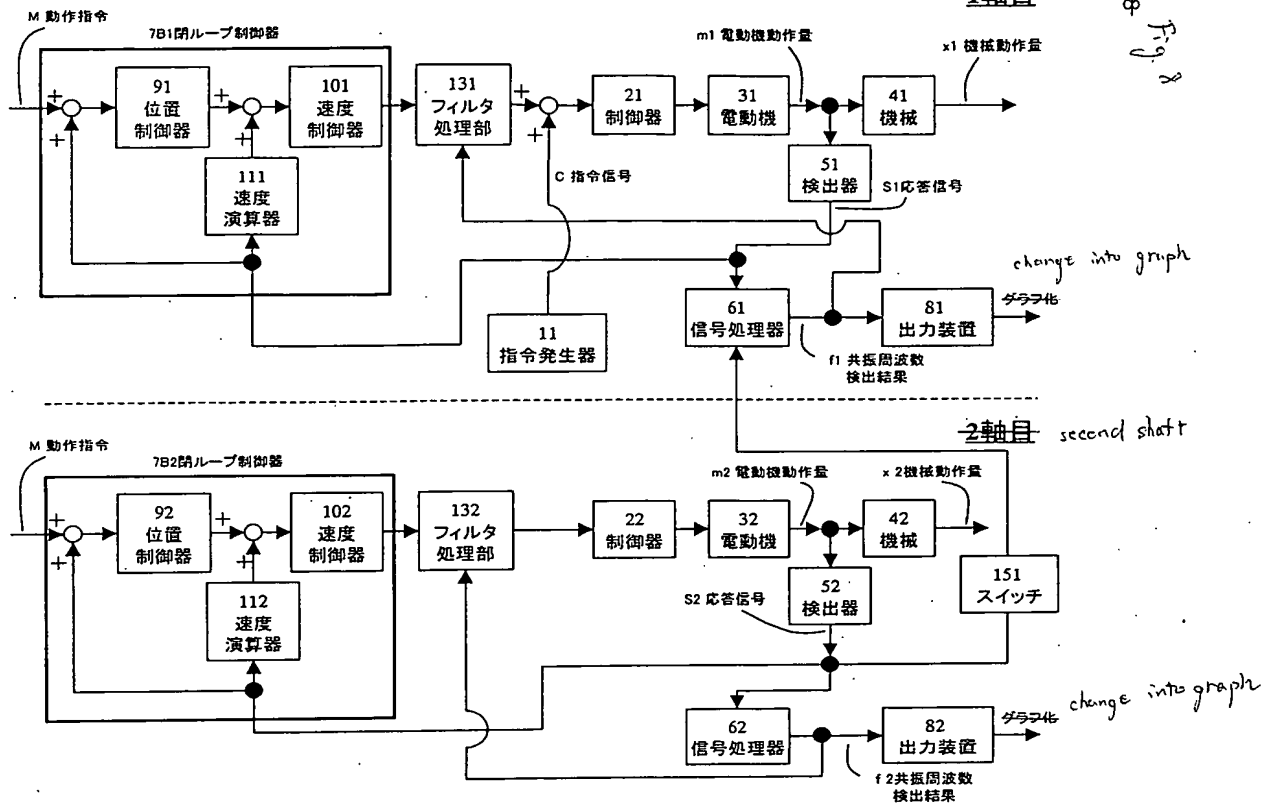 M 動作指令
7B1閉ループ制御器
m1 電動機動作量
x1 機械動作量
Fig. 8
91
位置
制御器
101
速度
制御器
131
フィルタ
処理部
21
制御器
31
電動機
41
機械
111
速度
演算器
C 指令信号
51
検出器
S1応答信号
change into graph
グラフ化
11
指令発生器
61
信号処理器
81
出力装置
f1 共振周波数
検出結果
2軸目 second shaft
M 動作指令
7B2閉ループ制御器
m2 電動機動作量
x 2機械動作量
92
位置
制御器
102
速度
制御器
132
フィルタ
処理部
22
制御器
32
電動機
42
機械
112
速度
演算器
S2 応答信号
52
検出器
151
スイッチ
change into graph
グラフ化
62
信号処理器
82
出力装置
f 2共振周波数
検出結果